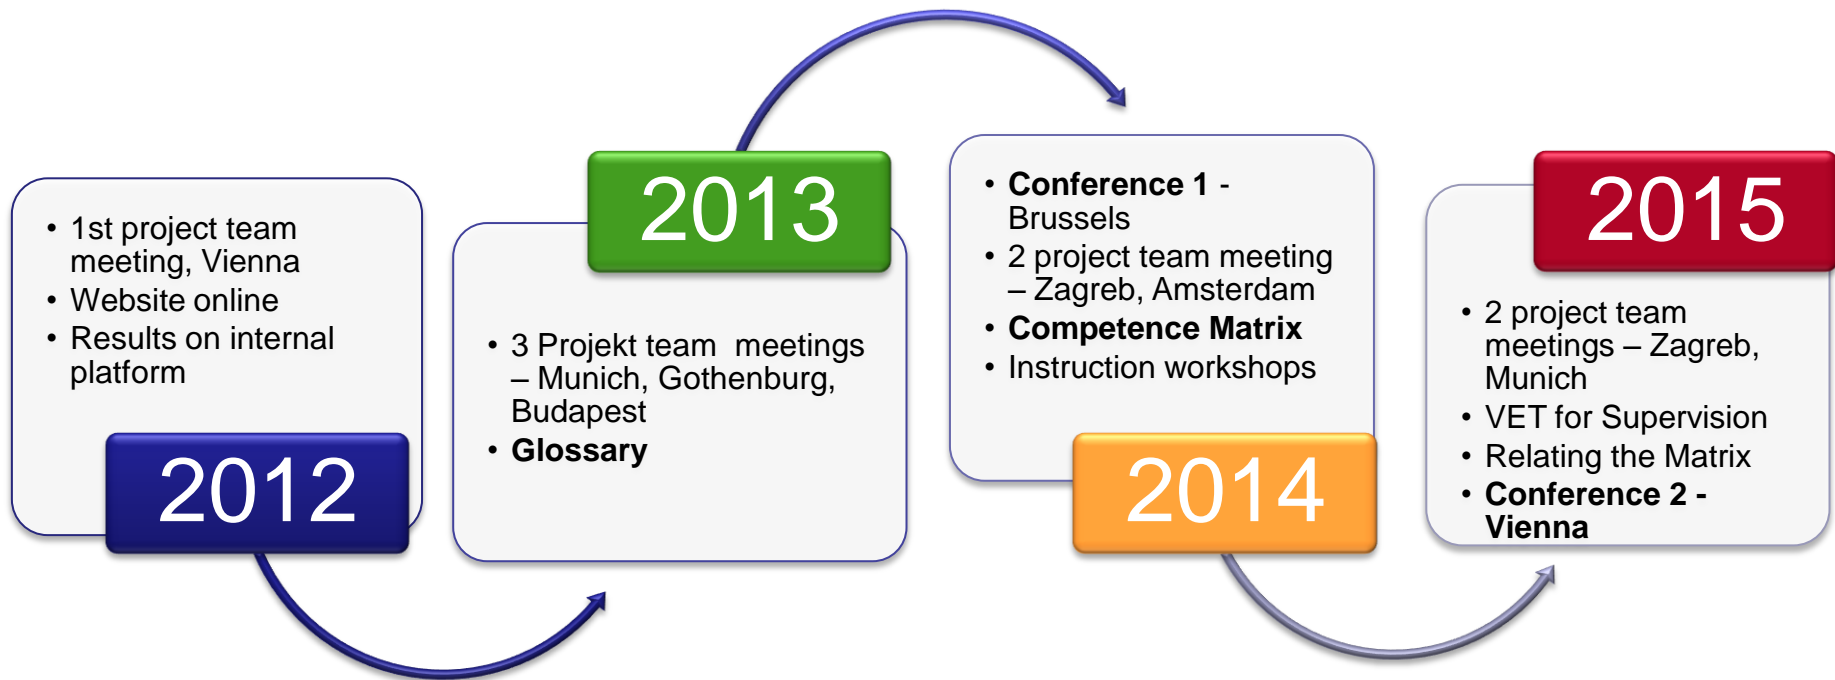 • 1st project team
meeting, Vienna
• Website online
• Results on internal
platform
2012
2013
• 3 Projekt team  meetings
– Munich, Gothenburg,
Budapest
• Glossary
• Conference 1 -
Brussels
• 2 project team meeting
– Zagreb, Amsterdam
• Competence Matrix
• Instruction workshops
2014
2015
• 2 project team
meetings – Zagreb,
Munich
• VET for Supervision
• Relating the Matrix
• Conference 2 -
Vienna